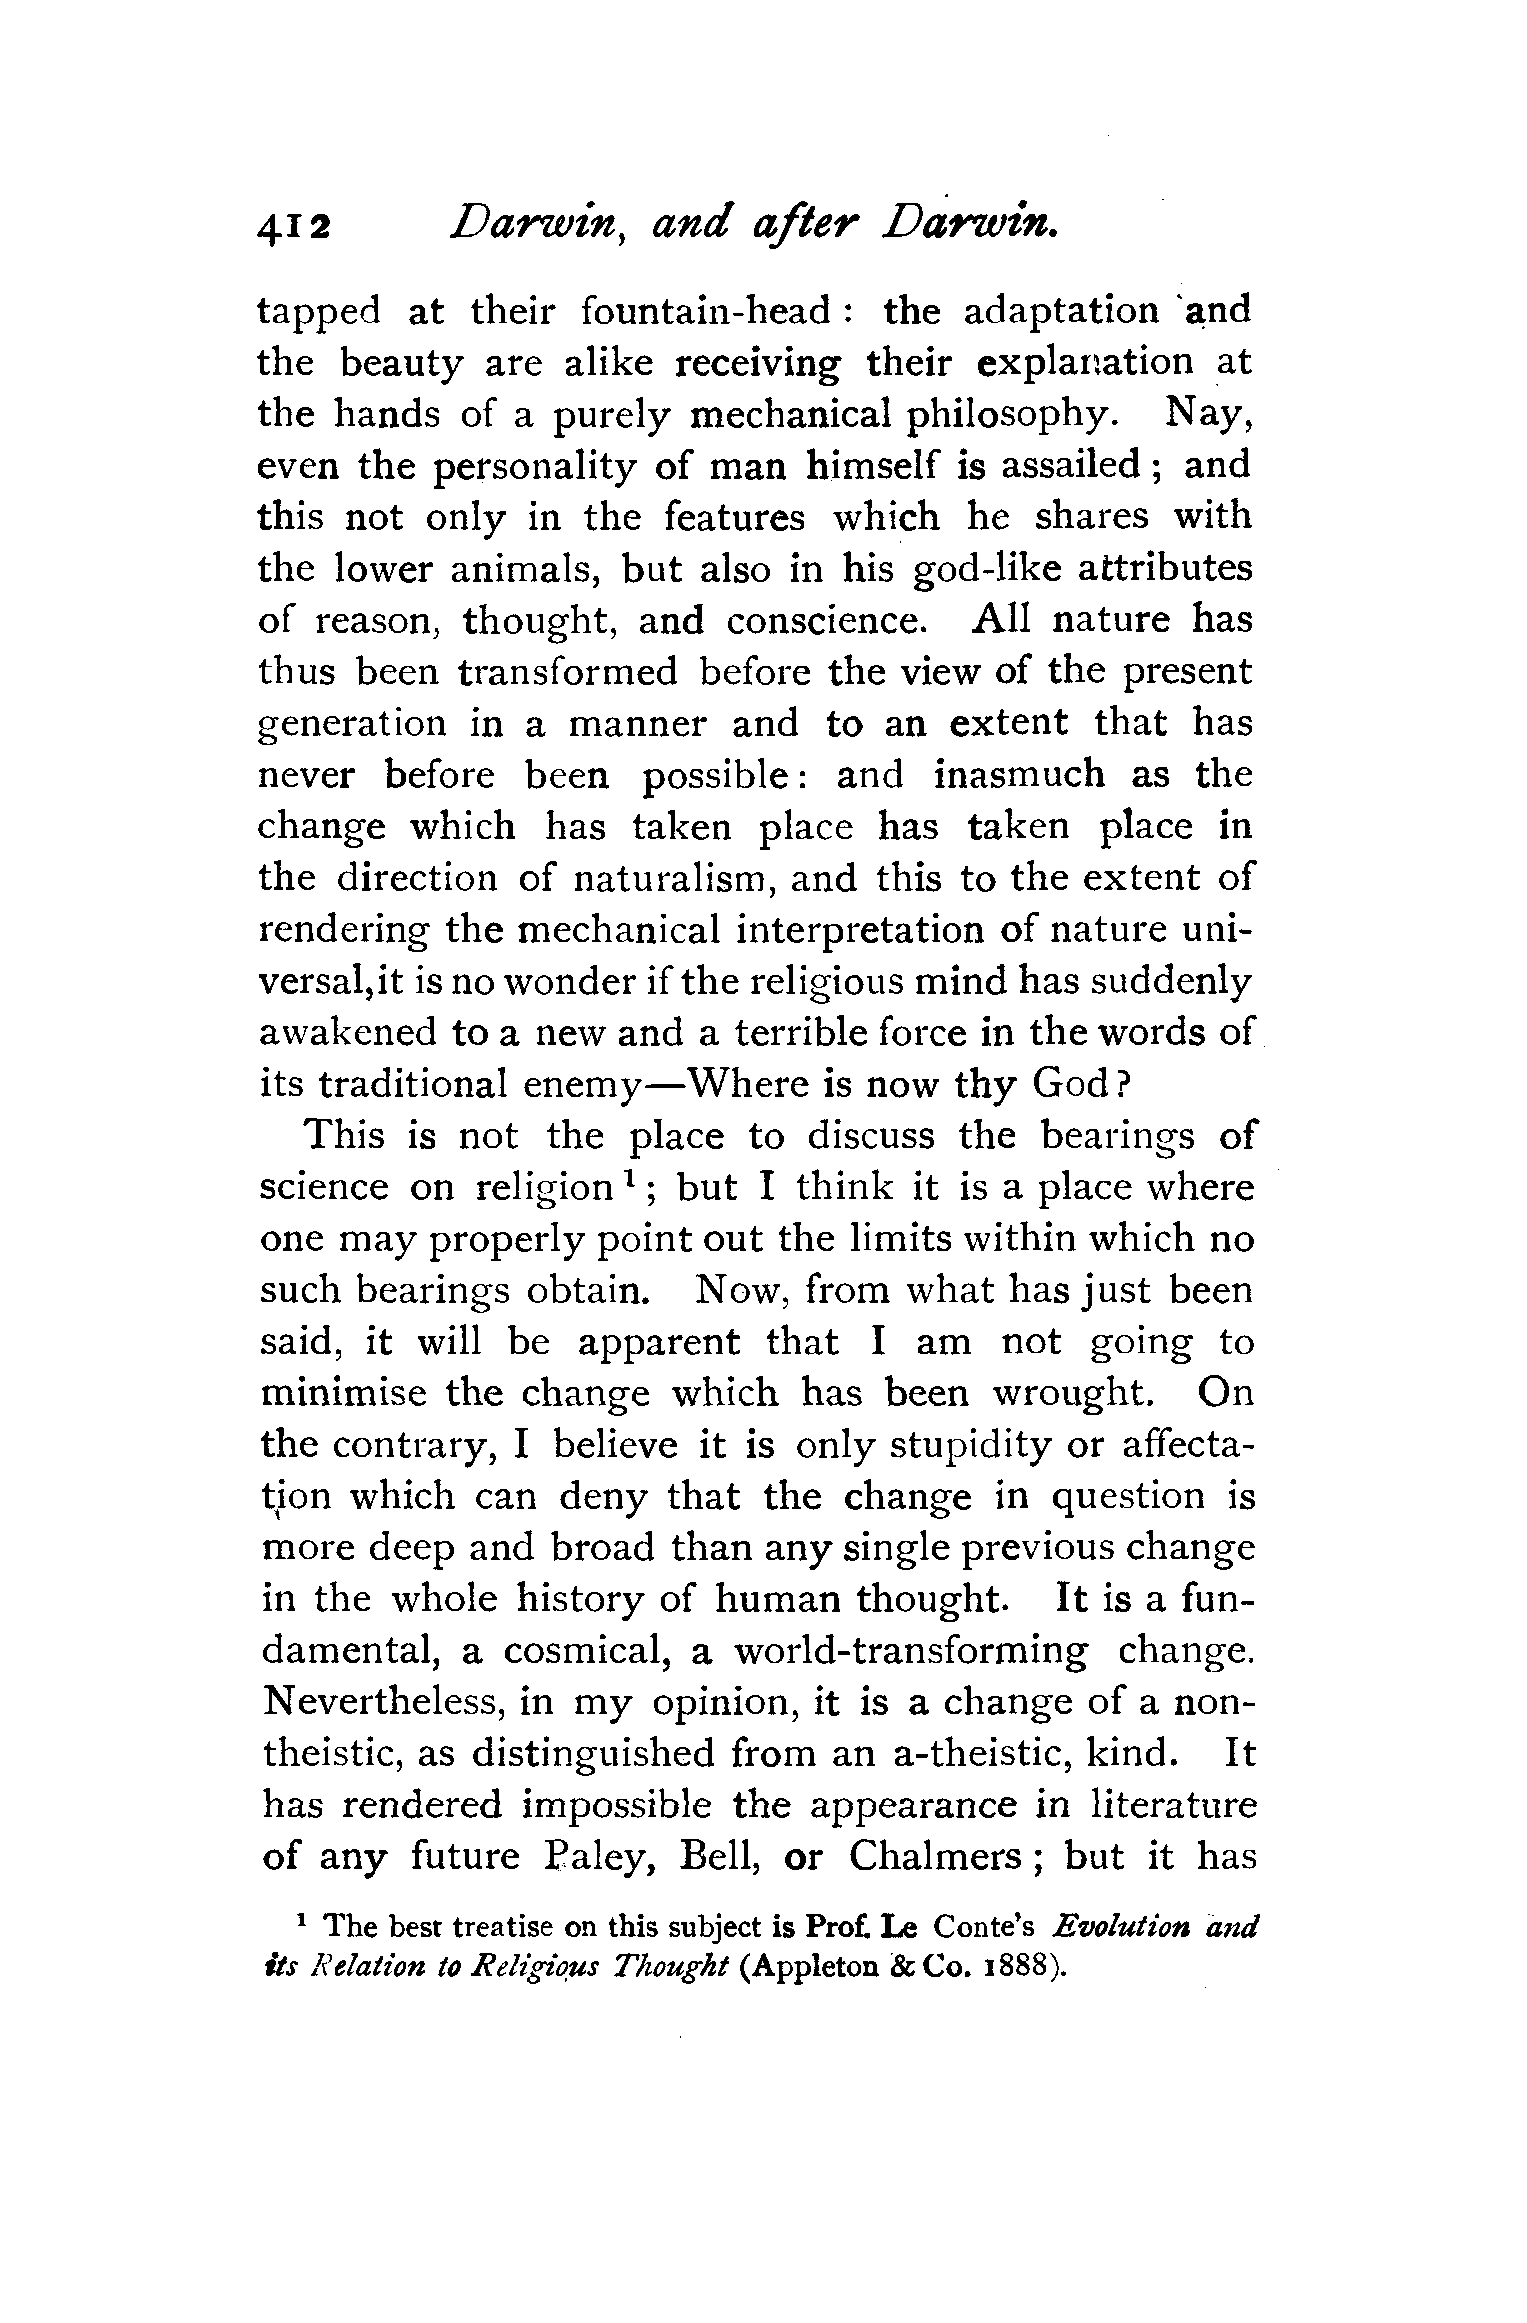 412 Darwin, and after Darwin.
tapped at their fountain-head : the adaptation and
the beauty are alike receiving their explanation at
the hands of a purely mechanical philosophy. Nay,
even the personality of man himself is assailed ; and
this not only in the features which he shares with
the lower animals, but also in his god-like attributes
of reason, thought, and conscience. All nature has
thus been transformed before the view of the present
generation in a manner and to an extent that has
never before been possible : and inasmuch as the
change which has taken place has taken place in
the direction of naturalism, and this to the extent of
rendering the mechanical interpretation of nature uni-
versal, it is no wonder if the religious mind has suddenly
awakened to a new and a terrible force in the words of
its traditional enemy—Where is now thy God?
This is not the place to discuss the bearings of
science on religion ¹ ; but I think it is a place where
one may properly point out the limits within which no
such bearings obtain. Now, from what has just been
said, it will be apparent that I am not going to
minimise the change which has been wrought. On
the contrary, I believe it is only stupidity or affecta-
tion which can deny that the change in question is
more deep and broad than any single previous change
in the whole history of human thought. It is a fun-
damental, a cosmical, a world-transforming change.
Nevertheless, in my opinion, it is a change of a non-
theistic, as distinguished from an a-theistic, kind. It
has rendered impossible the appearance in literature
of any future Paley, Bell, or Chalmers ; but it has
¹ The best treatise on this subject is Prof. Le Conte's Evolution and
its Relation to Religious Thought (Appleton & Co. 1888).